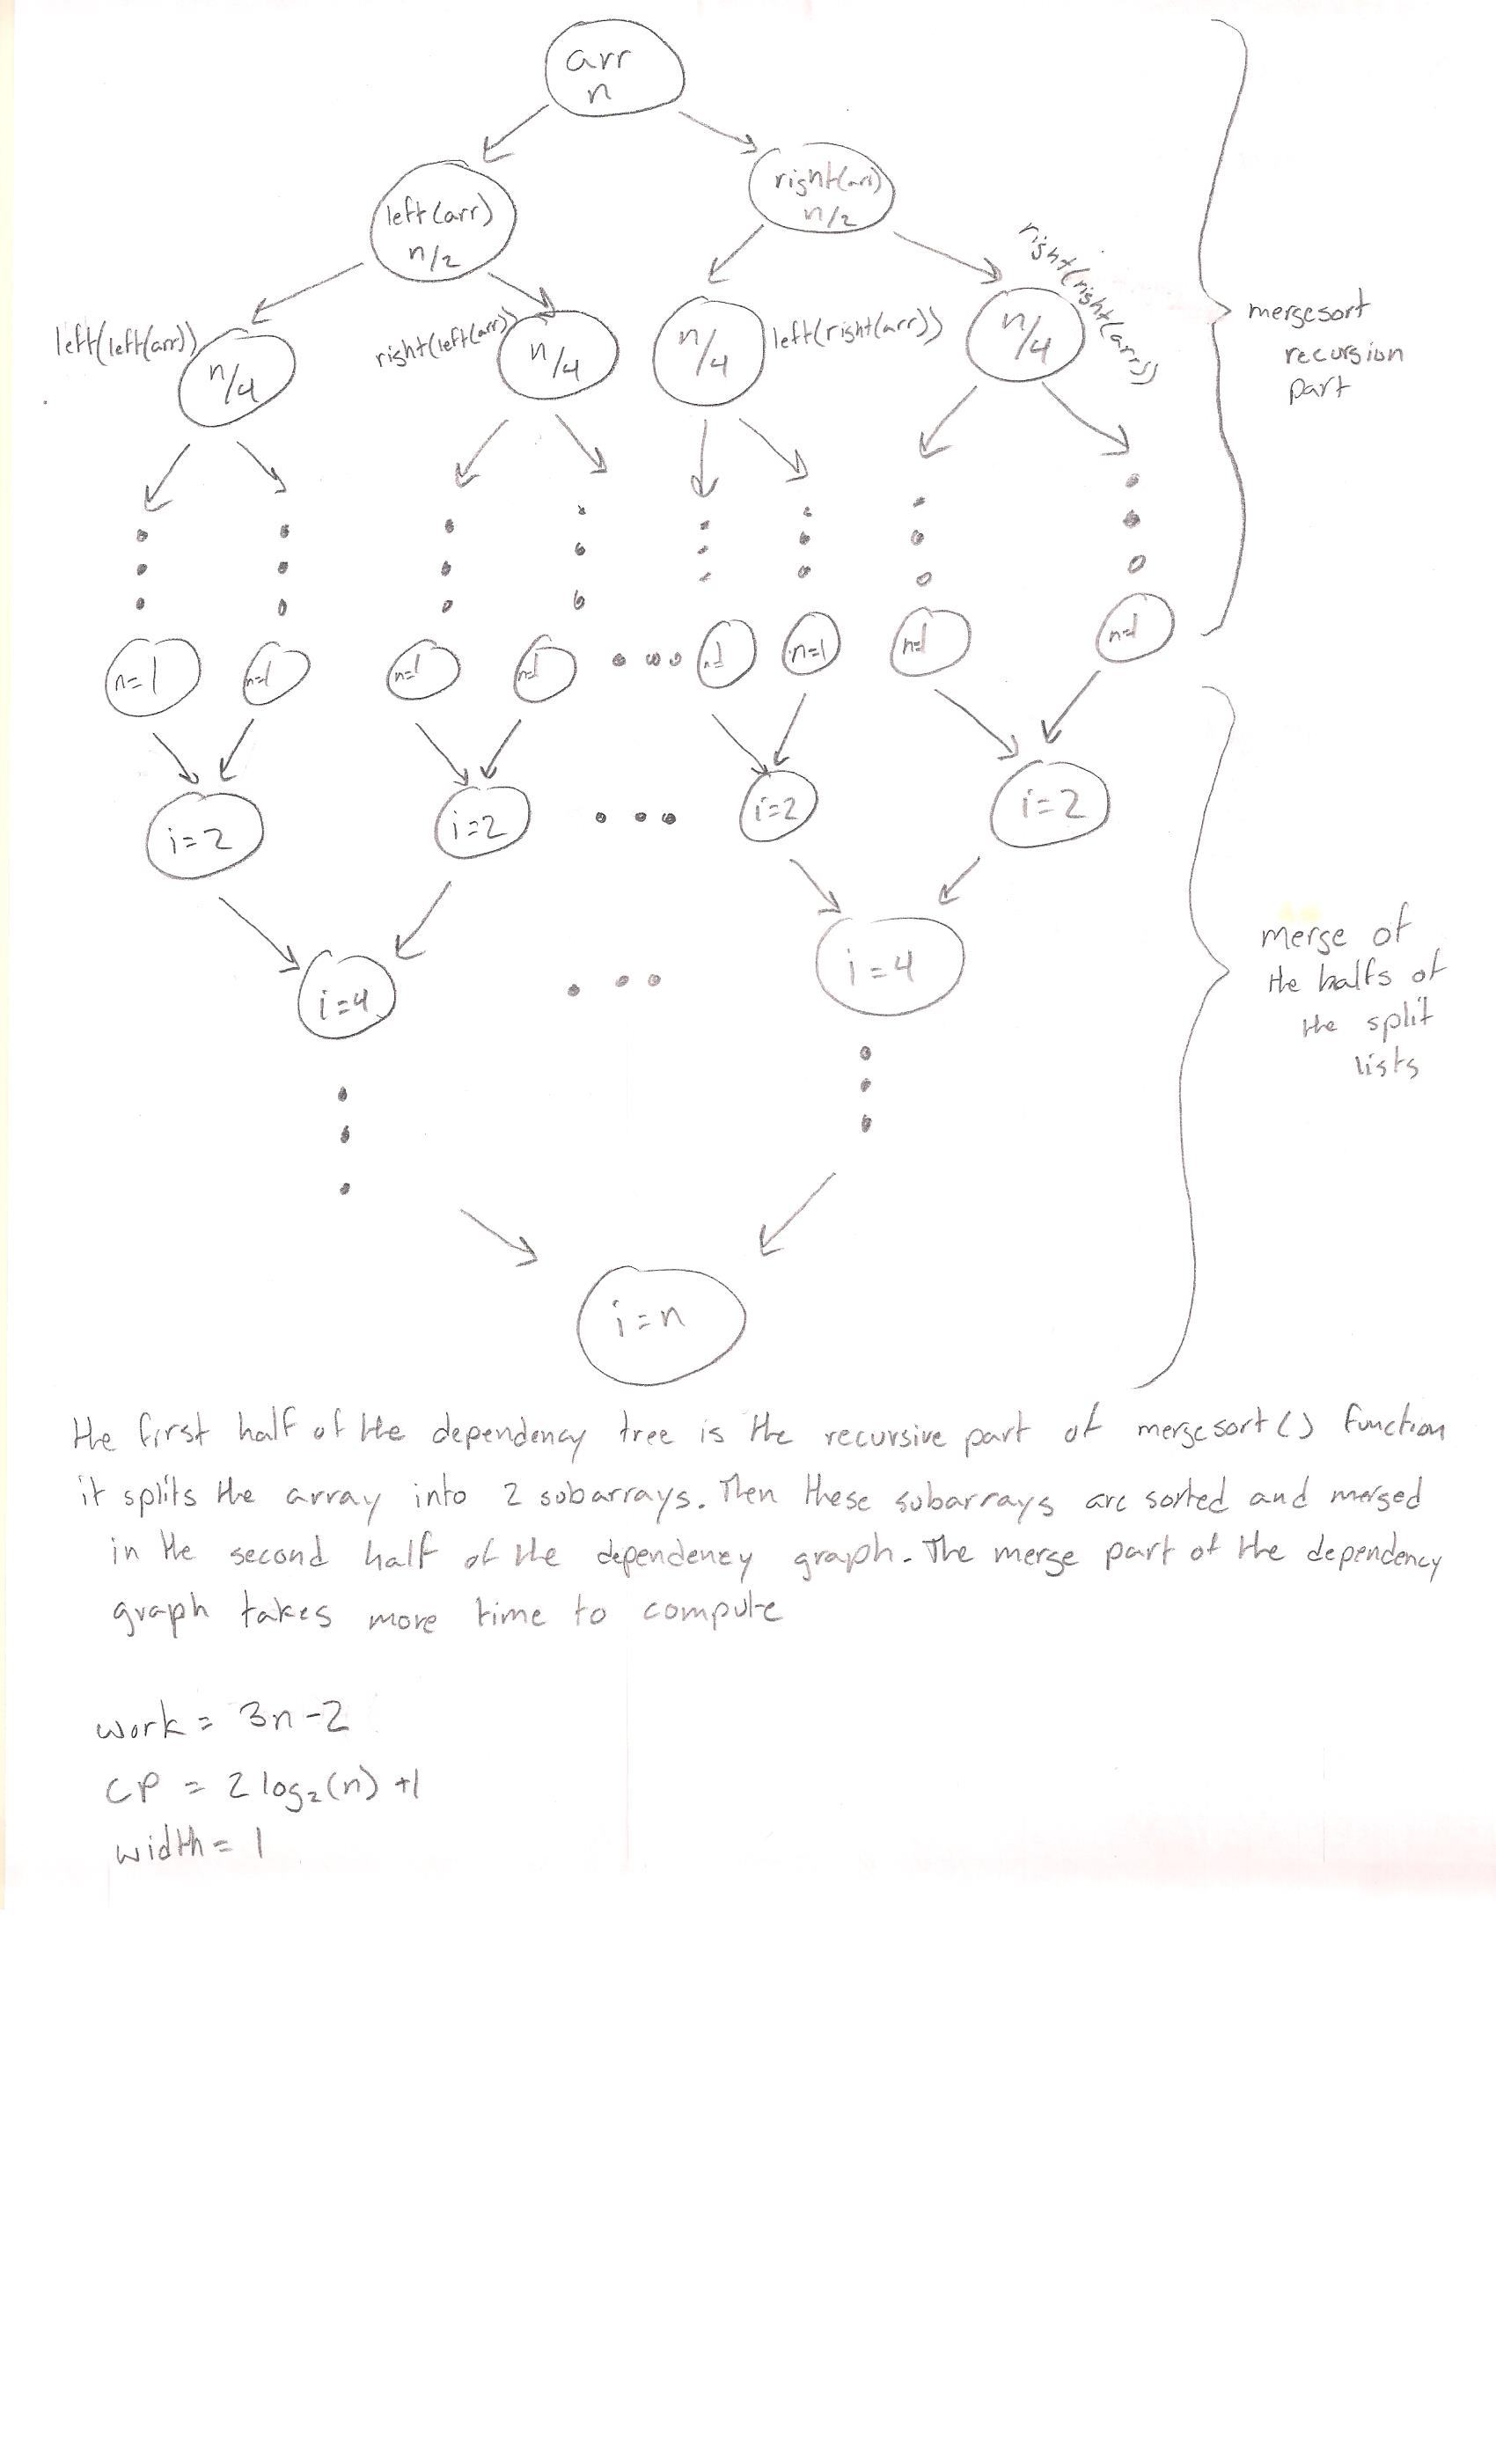 arr
n
left(arr)
n/2
right(arr)
n/2
left(left(arr))
n/4
right(left(arr))
n/4
n/4
left(right(arr))
n/4
right(right(arr))
mergesort
recursion
part
n=1
n=1
n=1
n=1
n=1
n=1
n=1
n=1
i=2
i=2
i=2
i=2
i=4
i=4
merge of
the halfs of
the split
lists
i=n
the first half of the dependency tree is the recursive part of mergesort() function
it splits the array into 2 subarrays. Then these subarrays are sorted and merged
in the second half of the dependency graph. The merge part of the dependency
graph takes more time to compute
work = 3n-2
CP = 2 log₂(n) +1
width = 1